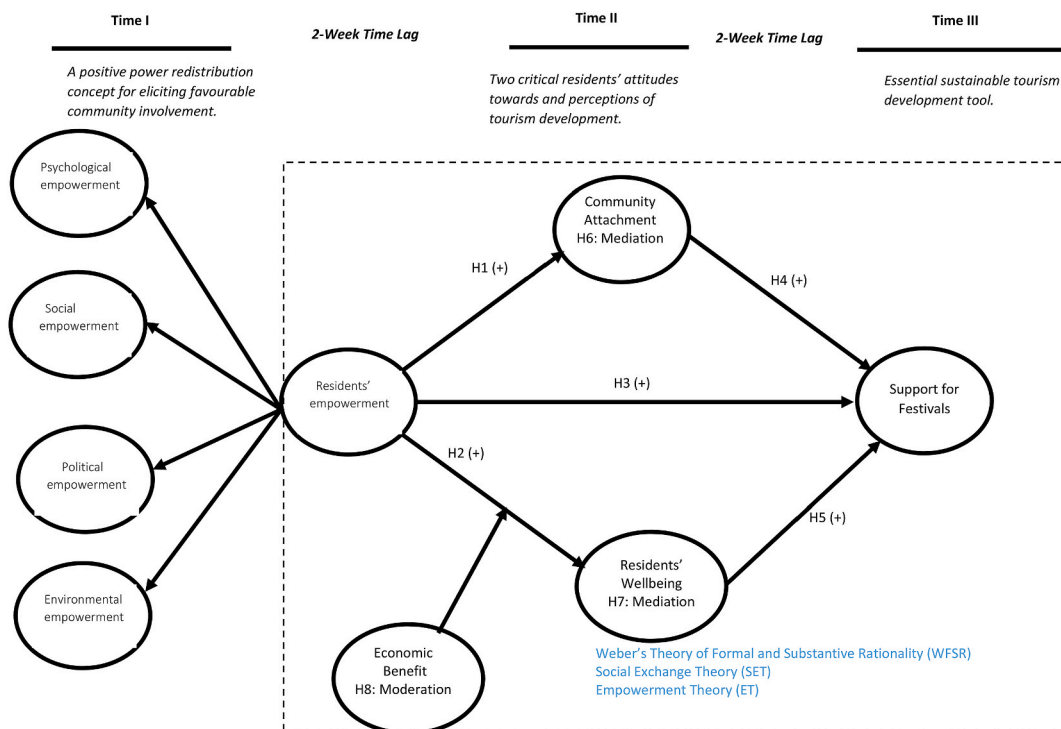 Time I
2-Week Time Lag
Time II
2-Week Time Lag
Time III
A positive power redistribution
concept for eliciting favourable
community involvement.
Two critical residents' attitudes
towards and perceptions of
tourism development.
Essential sustainable tourism
development tool.
Psychological
empowerment
Social
empowerment
Political
empowerment
Environmental
empowerment
Residents'
empowerment
Community
Attachment
H6: Mediation
H1 (+)
H4 (+)
H3 (+)
Support for
Festivals
H2 (+)
H5 (+)
Residents'
Wellbeing
H7: Mediation
Economic
Benefit
H8: Moderation
Weber's Theory of Formal and Substantive Rationality (WFSR)
Social Exchange Theory (SET)
Empowerment Theory (ET)